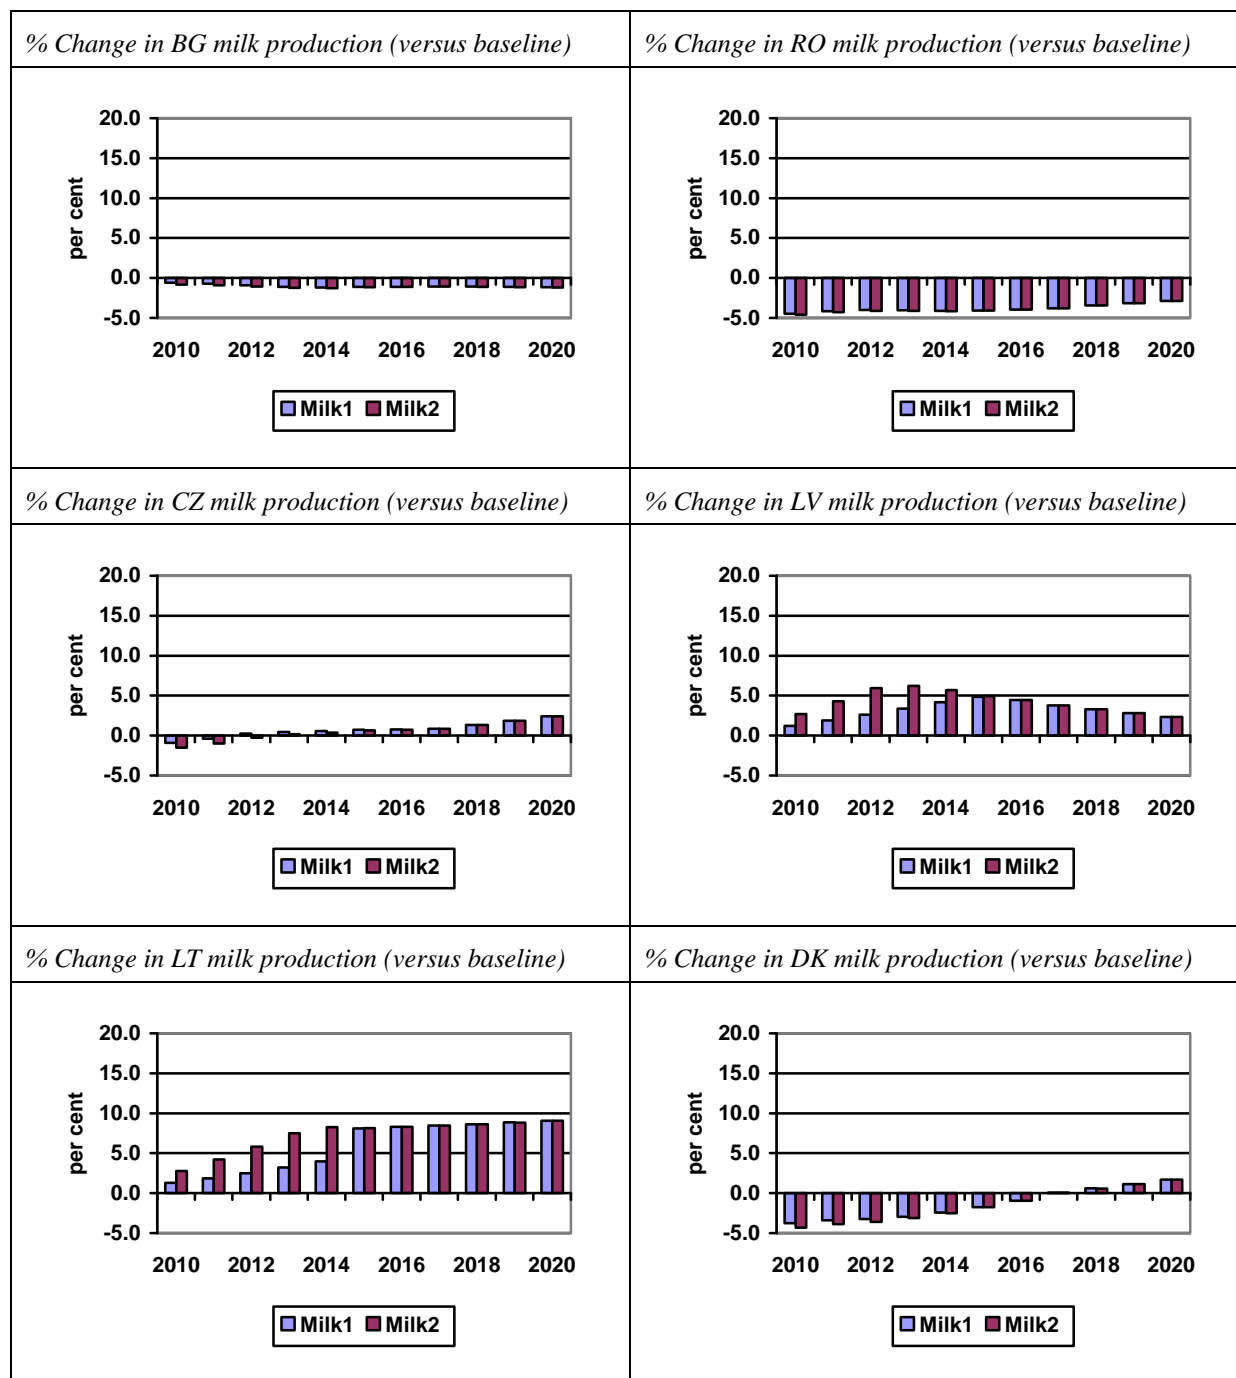 % Change in BG milk production (versus baseline)
% Change in RO milk production (versus baseline)
20.0
15.0
10.0
5.0
0.0
-5.0
per cent
2010 2012 2014 2016 2018 2020
Milk1 Milk2
20.0
15.0
10.0
5.0
0.0
-5.0
per cent
2010 2012 2014 2016 2018 2020
Milk1 Milk2
% Change in CZ milk production (versus baseline)
% Change in LV milk production (versus baseline)
20.0
15.0
10.0
5.0
0.0
-5.0
per cent
2010 2012 2014 2016 2018 2020
Milk1 Milk2
20.0
15.0
10.0
5.0
0.0
-5.0
per cent
2010 2012 2014 2016 2018 2020
Milk1 Milk2
% Change in LT milk production (versus baseline)
% Change in DK milk production (versus baseline)
20.0
15.0
10.0
5.0
0.0
-5.0
per cent
2010 2012 2014 2016 2018 2020
Milk1 Milk2
20.0
15.0
10.0
5.0
0.0
-5.0
per cent
2010 2012 2014 2016 2018 2020
Milk1 Milk2